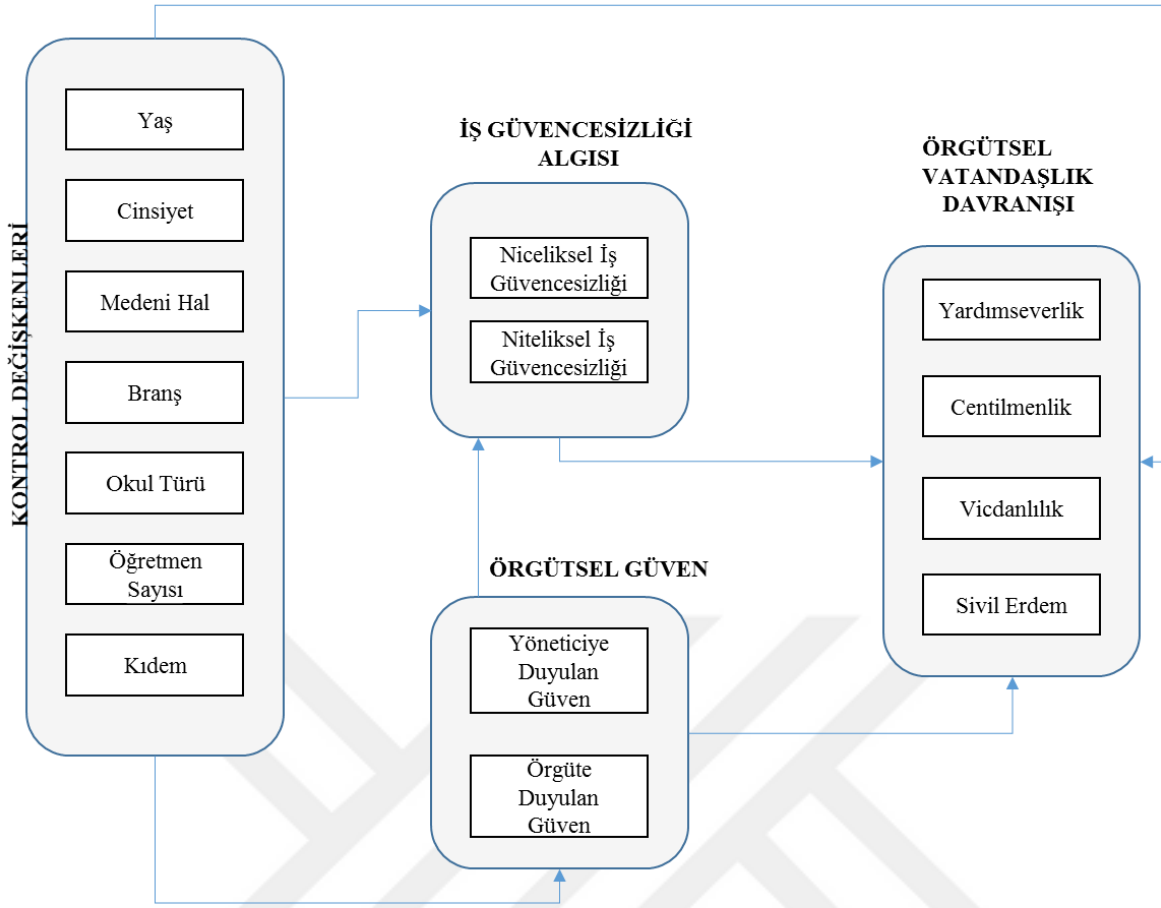 KONTROL DEĞİŞKENLERİ
Yaş
Cinsiyet
Medeni Hal
Branş
Okul Türü
Öğretmen
Sayısı
Kıdem
İŞ GÜVENCESİZLİĞİ
ALGISI
Niceliksel İş
Güvencesizliği
Niteliksel İş
Güvencesizliği
ÖRGÜTSEL GÜVEN
Yöneticiye
Duyulan
Güven
Örgüte
Duyulan
Güven
ÖRGÜTSEL
VATANDAŞLIK
DAVRANIŞI
Yardımseverlik
Centilmenlik
Vicdanlılık
Sivil Erdem